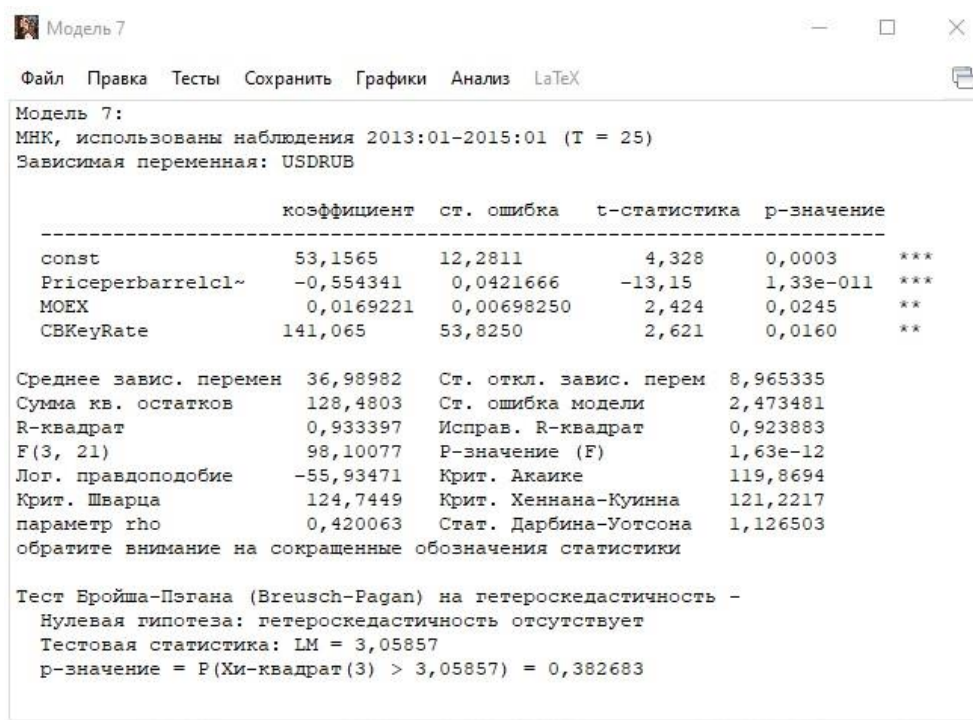 Модель 7
Файл Правка Тесты Сохранить Графики Анализ LaTeX
Модель 7:
МНК, использованы наблюдения 2013:01-2015:01 (T = 25)
Зависимая переменная: USDRUB
коэффициент ст. ошибка t-статистика p-значение
---------------------------------------------------------------------
const 53,1565 12,2811 4,328 0,0003 ***
Priceperbarrelcl~ -0,554341 0,0421666 -13,15 1,33e-011 ***
MOEX 0,0169221 0,00698250 2,424 0,0245 **
CBKeyRate 141,065 53,8250 2,621 0,0160 **
Среднее завис. перемен 36,98982 Ст. откл. завис. перем 8,965335
Сумма кв. остатков 128,4803 Ст. ошибка модели 2,473481
R-квадрат 0,933397 Исправ. R-квадрат 0,923883
F(3, 21) 98,10077 P-значение (F) 1,63e-12
Лог. правдоподобие -55,93471 Крит. Акаике 119,8694
Крит. Шварца 124,7449 Крит. Хеннана-Куинна 121,2217
параметр rho 0,420063 Стат. Дарбина-Уотсона 1,126503
обратите внимание на сокращенные обозначения статистики
Тест Бройша-Пэгана (Breusch-Pagan) на гетероскедастичность -
Нулевая гипотеза: гетероскедастичность отсутствует
Тестовая статистика: LM = 3,05857
p-значение = P(Хи-квадрат(3) > 3,05857) = 0,382683